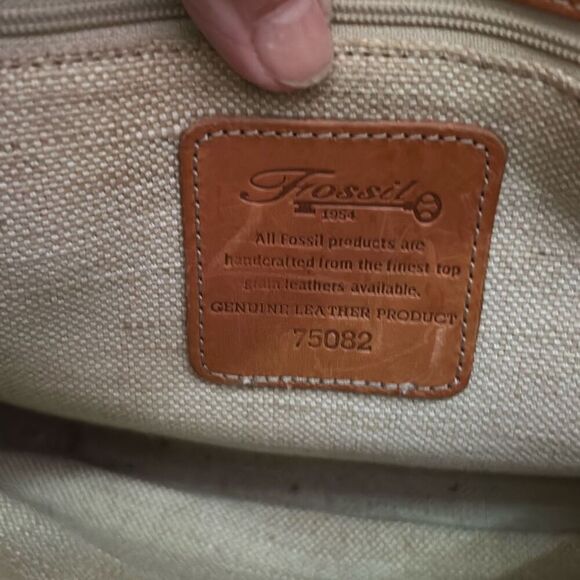 Fossil
1954
All Fossil products are
handcrafted from the finest top
grain leathers available.
GENUINE LEATHER PRODUCT
75082